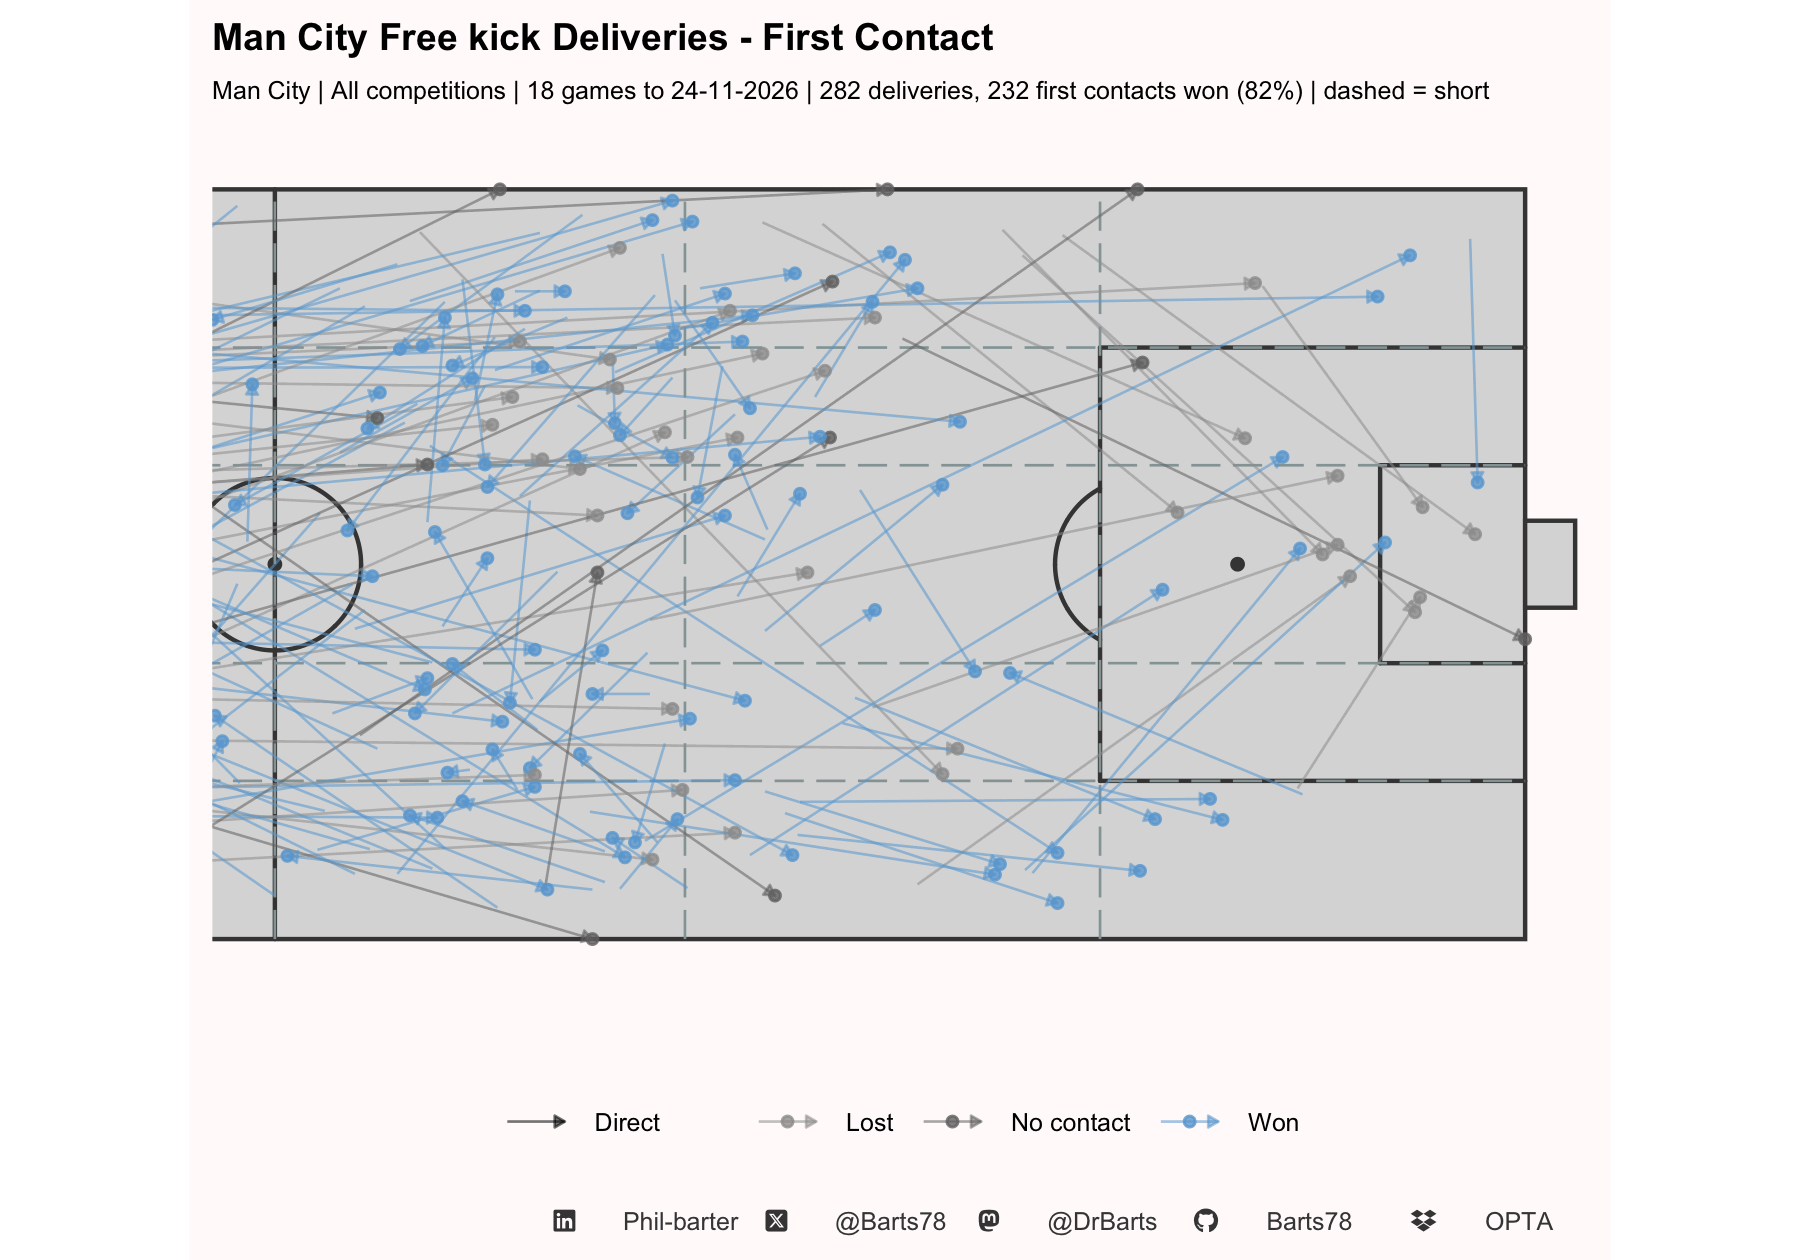 Man City Free kick Deliveries - First Contact
Man City | All competitions | 18 games to 24-11-2026 | 282 deliveries, 232 first contacts won (82%) | dashed = short
Direct Lost No contact Won
Phil-barter @Barts78 @DrBarts Barts78 OPTA